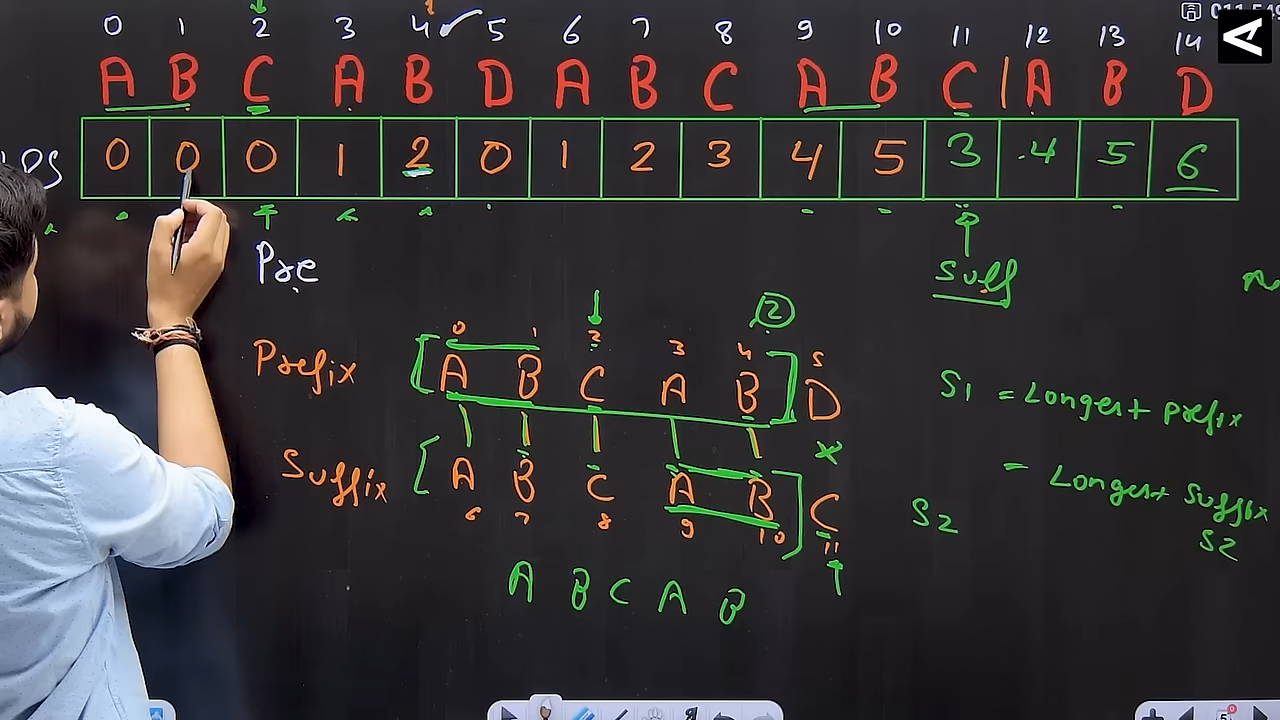 0 1 2 3 4 5 6 7 8 9 10 11 12 13 14
A B C A B D A B C A B C A B D
0 0 0 1 2 0 1 2 3 4 5 3 4 5 6
Pre
Suff
2
0 1 2 3 4 5
Prefix [A B C A B] D
Suffix [A B C A B] C
6 7 8 9 10 11
A B C A B
S1 = Longest prefix
= Longest Suffix
S2
S2